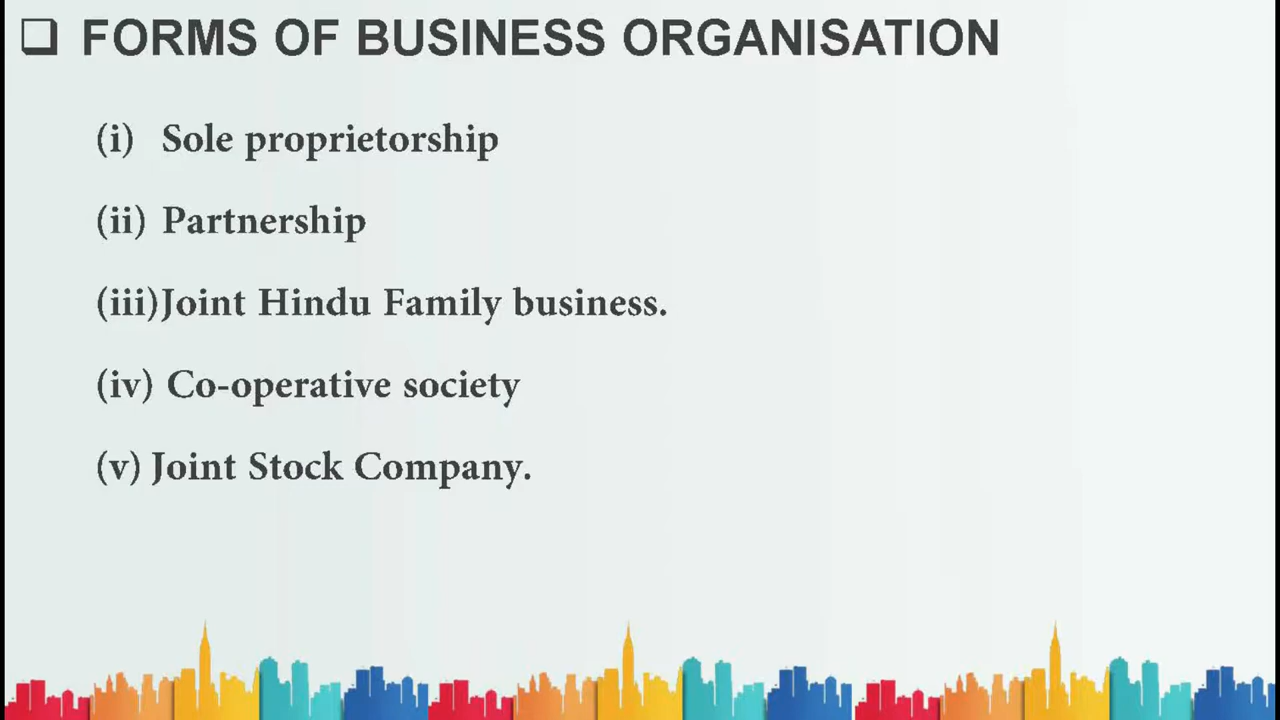 FORMS OF BUSINESS ORGANISATION
(i) Sole proprietorship
(ii) Partnership
(iii)Joint Hindu Family business.
(iv) Co-operative society
(v) Joint Stock Company.